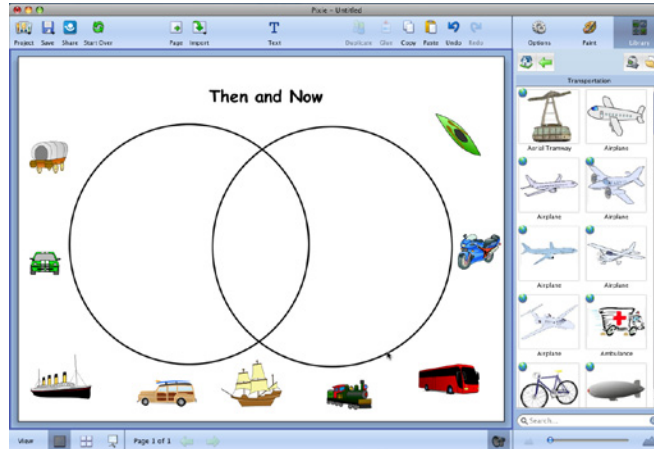 Pixie – Untitled
Project Save Share Start Over Page Import Text Duplicate Glue Copy Paste Undo Redo Options Paint Library
Transportation
Then and Now
Aerial Tramway Airplane
Airplane Airplane
Airplane Airplane
Airplane Ambulance
Search...
View Page 1 of 1